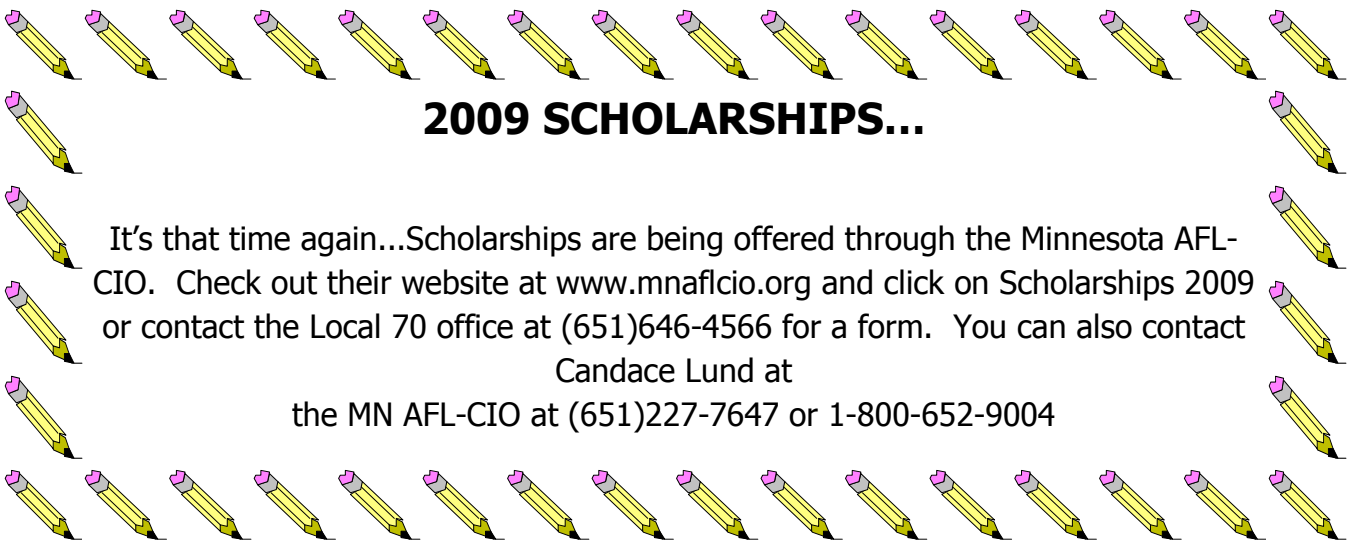 2009 SCHOLARSHIPS...
It's that time again...Scholarships are being offered through the Minnesota AFL-
CIO.  Check out their website at www.mnaflcio.org and click on Scholarships 2009
or contact the Local 70 office at (651)646-4566 for a form.  You can also contact
Candace Lund at
the MN AFL-CIO at (651)227-7647 or 1-800-652-9004